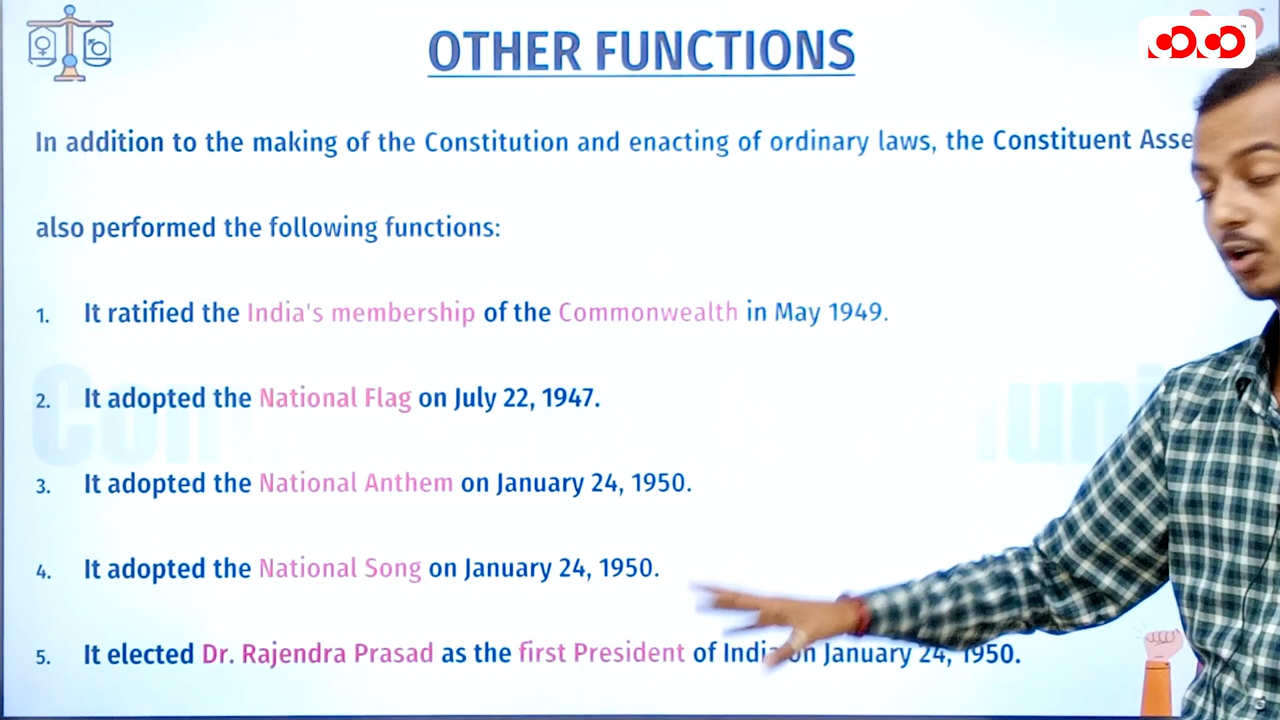 OTHER FUNCTIONS
In addition to the making of the Constitution and enacting of ordinary laws, the Constituent Asse
also performed the following functions:
1. It ratified the India's membership of the Commonwealth in May 1949.
2. It adopted the National Flag on July 22, 1947.
3. It adopted the National Anthem on January 24, 1950.
4. It adopted the National Song on January 24, 1950.
5. It elected Dr. Rajendra Prasad as the first President of India on January 24, 1950.